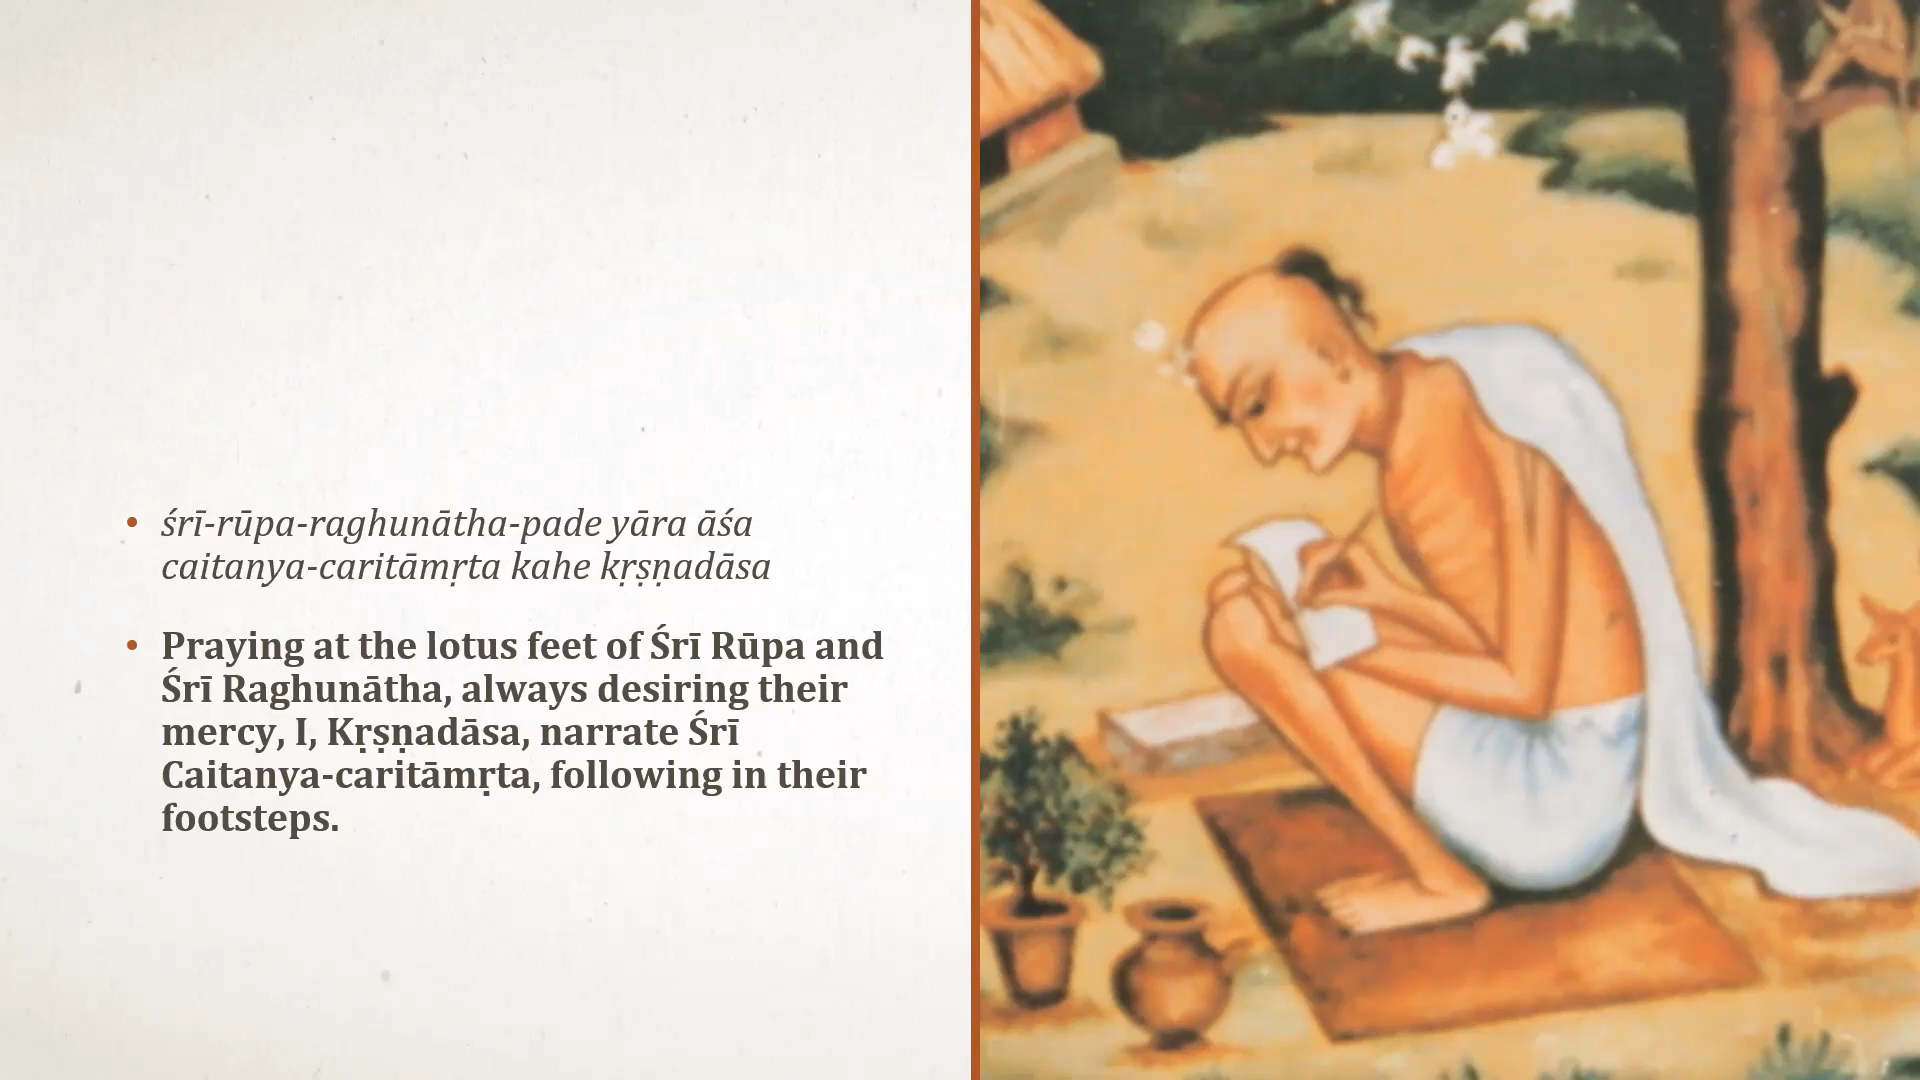 • śrī-rūpa-raghunātha-pade yāra āśa
caitanya-caritāmṛta kahe kṛṣṇadāsa
• Praying at the lotus feet of Śrī Rūpa and
Śrī Raghunātha, always desiring their
mercy, I, Kṛṣṇadāsa, narrate Śrī
Caitanya-caritāmṛta, following in their
footsteps.